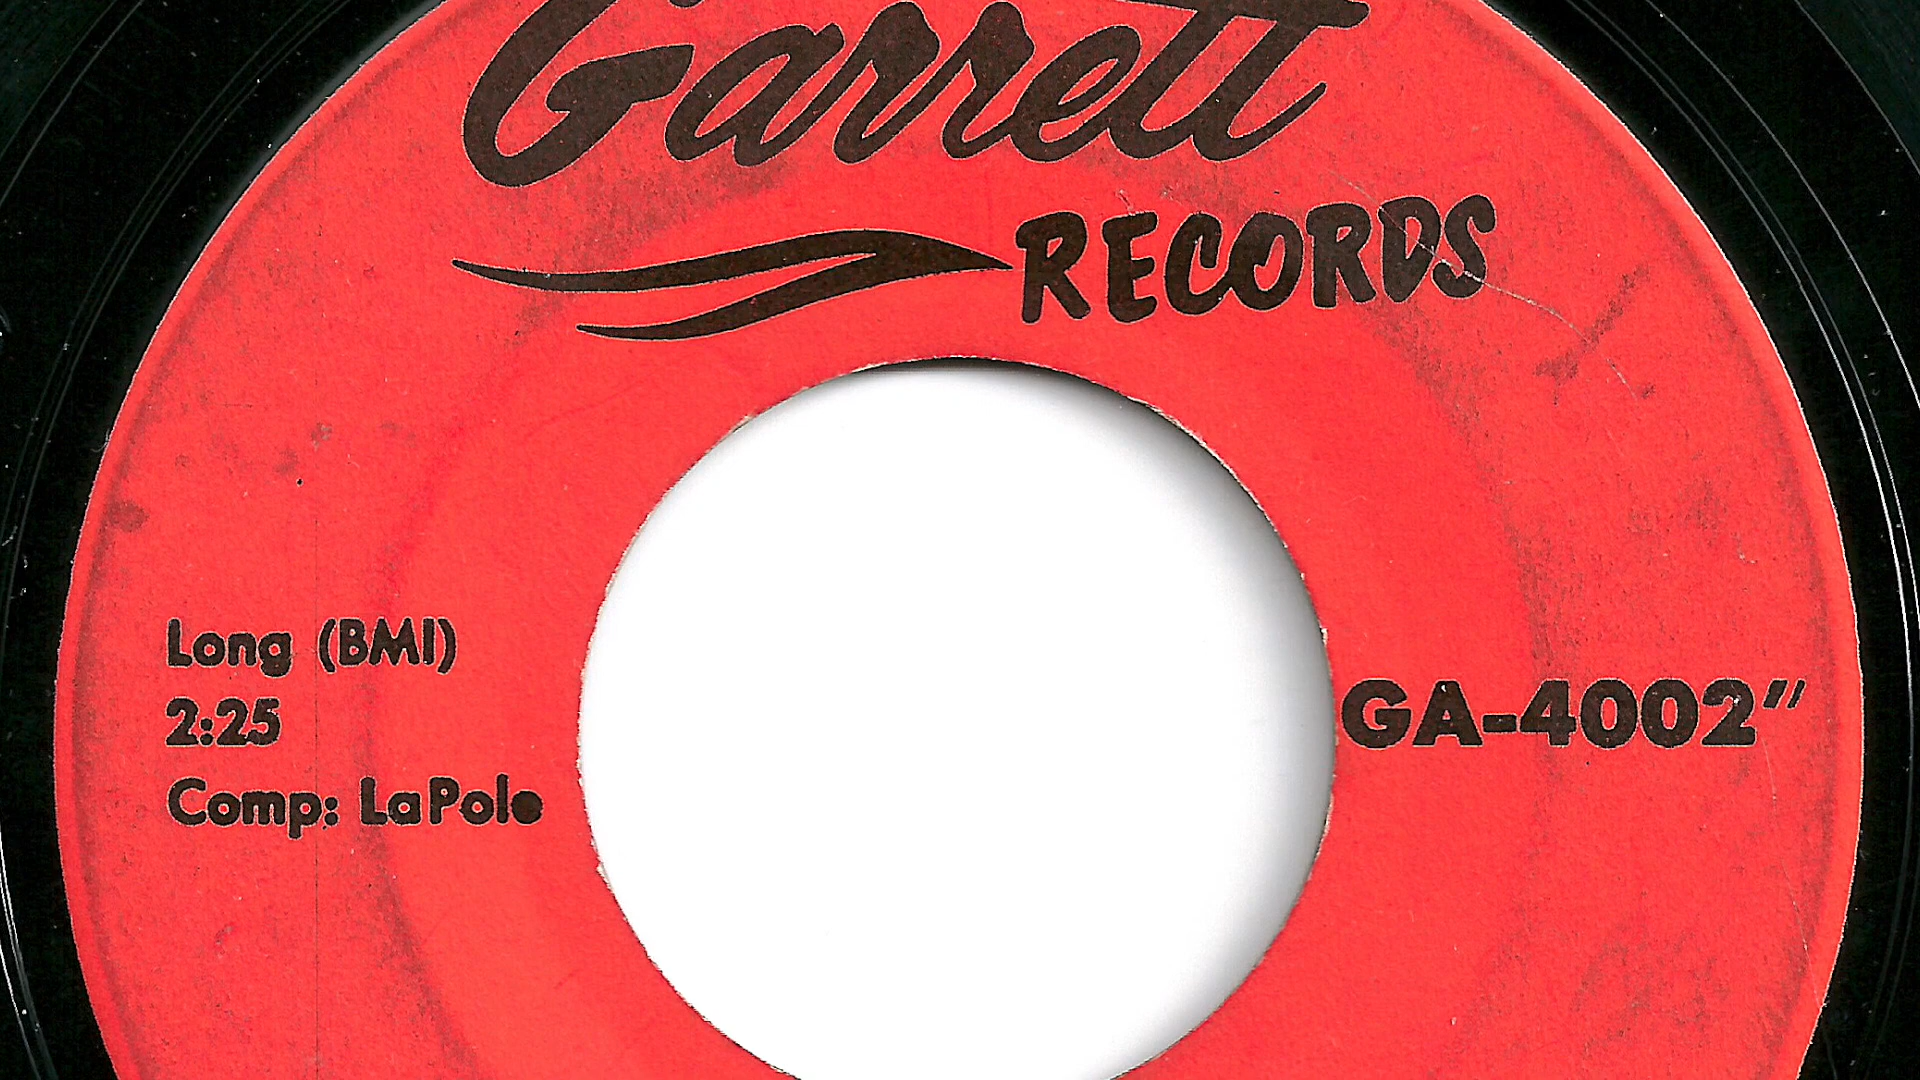 Garrett
RECORDS
Long (BMI)
2:25
Comp: LaPole
GA-4002"